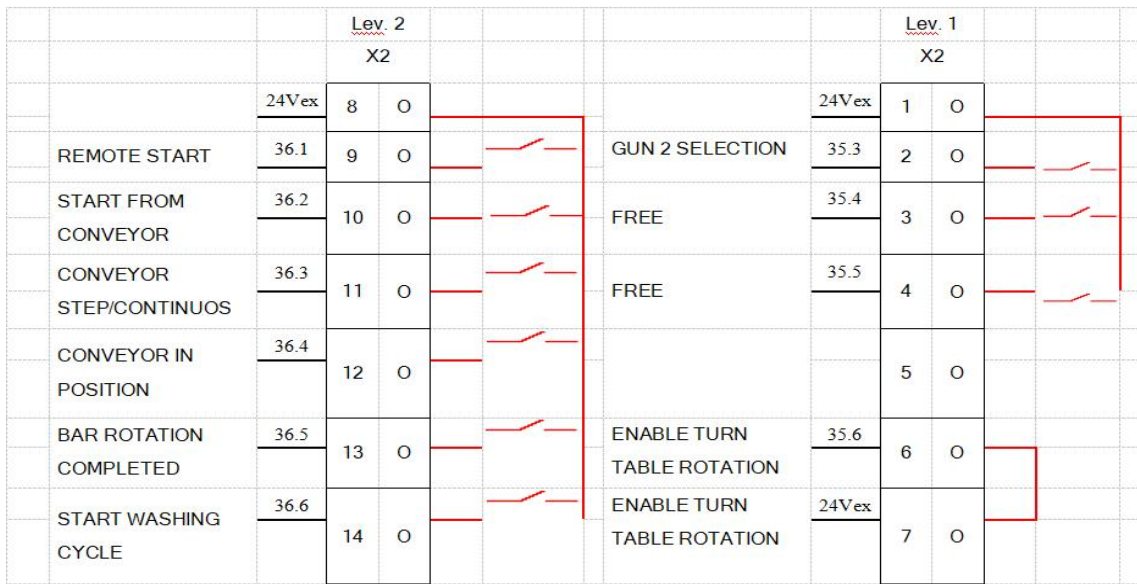 Lev. 2
Lev. 1
X2
X2
24Vex 8 O
24Vex 1 O
REMOTE START 36.1 9 O
GUN 2 SELECTION 35.3 2 O
START FROM
CONVEYOR
36.2 10 O
FREE 35.4 3 O
CONVEYOR
STEP/CONTINUOS
36.3 11 O
FREE 35.5 4 O
CONVEYOR IN
POSITION
36.4 12 O
5 O
BAR ROTATION
COMPLETED
36.5 13 O
ENABLE TURN
TABLE ROTATION
35.6 6 O
START WASHING
CYCLE
36.6 14 O
ENABLE TURN
TABLE ROTATION
24Vex 7 O